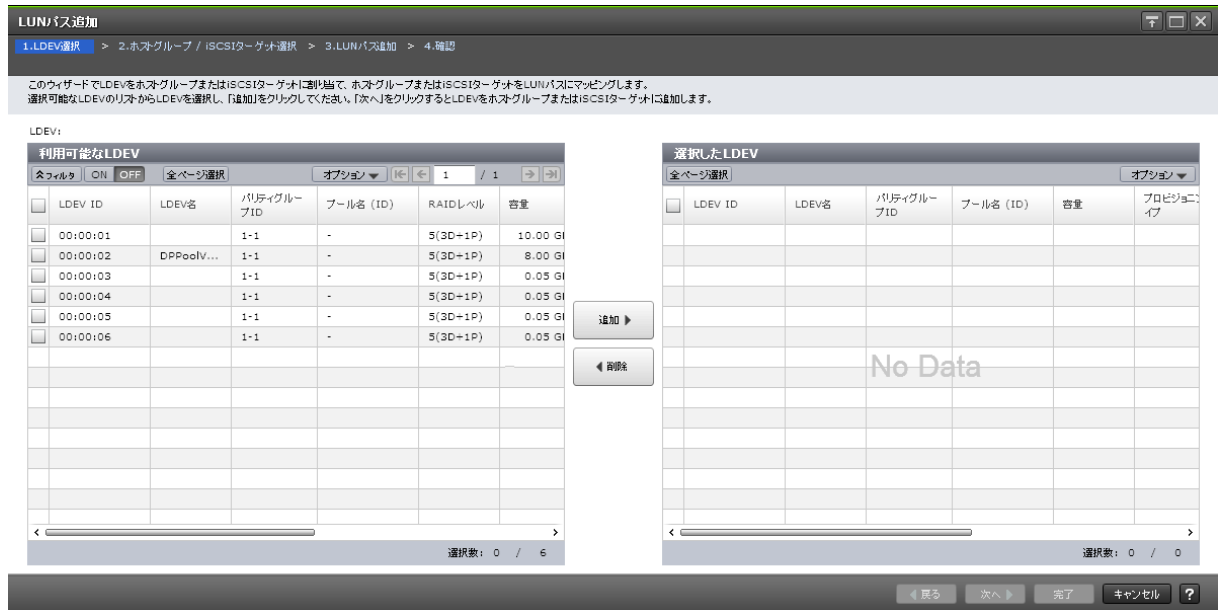 LUNパス追加
1.LDEV選択 > 2.ホストグループ / iSCSIターゲット選択 > 3.LUNパス追加 > 4.確認
このウィザードでLDEVをホストグループまたはiSCSIターゲットに割り当て、ホストグループまたはiSCSIターゲットをLUNパスにマッピングします。
選択可能なLDEVのリストからLDEVを選択し、「追加」をクリックしてください。「次へ」をクリックするとLDEVをホストグループまたはiSCSIターゲットに追加します。
LDEV:
利用可能なLDEV
フィルタ ON OFF 全ページ選択 オプション 1 / 1
LDEV ID LDEV名 パリティグルー プール名 (ID) RAIDレベル 容量
プID
00:00:01 1-1 - 5(3D+1P) 10.00 G
00:00:02 DPPoolV... 1-1 - 5(3D+1P) 8.00 G
00:00:03 1-1 - 5(3D+1P) 0.05 G
00:00:04 1-1 - 5(3D+1P) 0.05 G
00:00:05 1-1 - 5(3D+1P) 0.05 G
00:00:06 1-1 - 5(3D+1P) 0.05 G
選択数: 0 / 6
追加
削除
選択したLDEV
全ページ選択 オプション
LDEV ID LDEV名 パリティグルー プール名 (ID) 容量 プロビジョニン
プID イプ
No Data
選択数: 0 / 0
戻る 次へ 完了 キャンセル ?